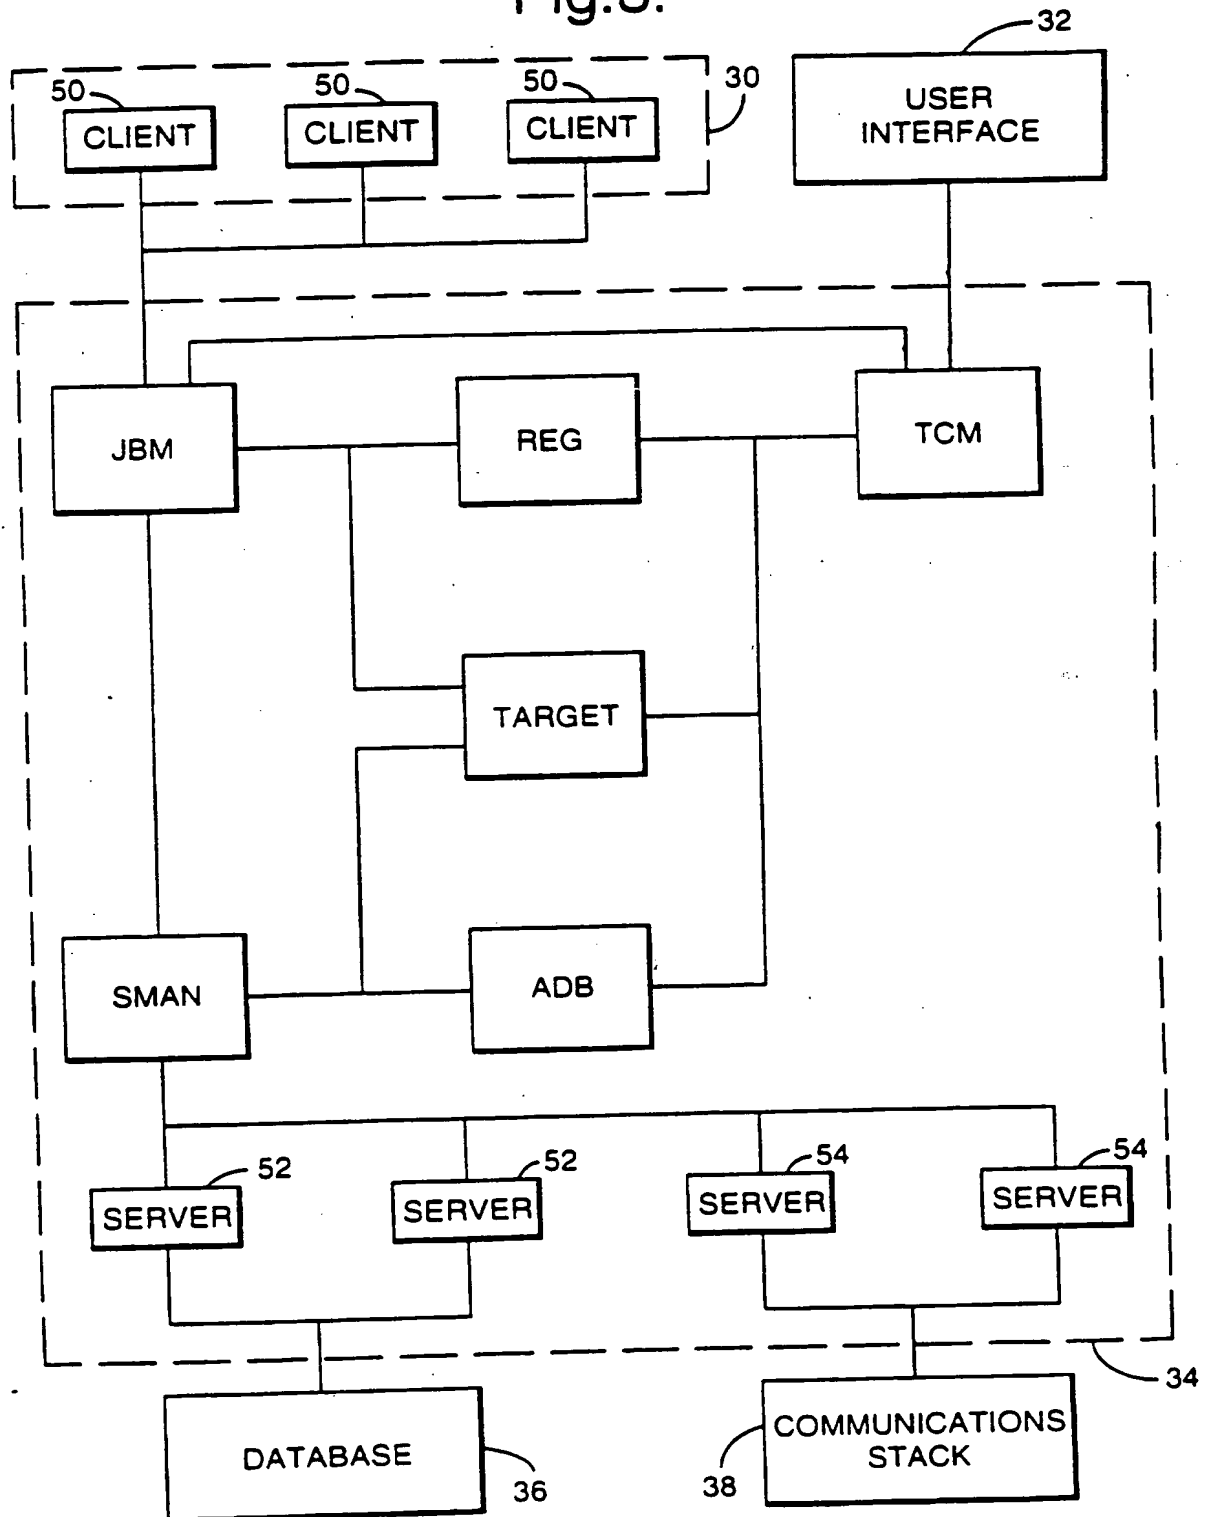 32
50
50
50
30
CLIENT
CLIENT
CLIENT
USER
INTERFACE
JBM
REG
TCM
TARGET
SMAN
ADB
52
52
54
54
SERVER
SERVER
SERVER
SERVER
34
DATABASE
36
COMMUNICATIONS
STACK
38